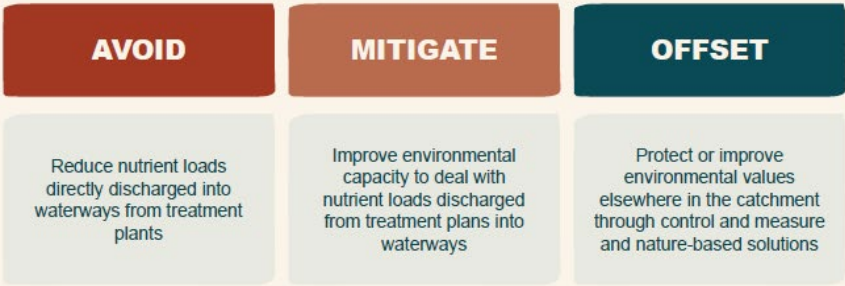 AVOID
MITIGATE
OFFSET
Reduce nutrient loads
directly discharged into
waterways from treatment
plants
Improve environmental
capacity to deal with
nutrient loads discharged
from treatment plans into
waterways
Protect or improve
environmental values
elsewhere in the catchment
through control and measure
and nature-based solutions